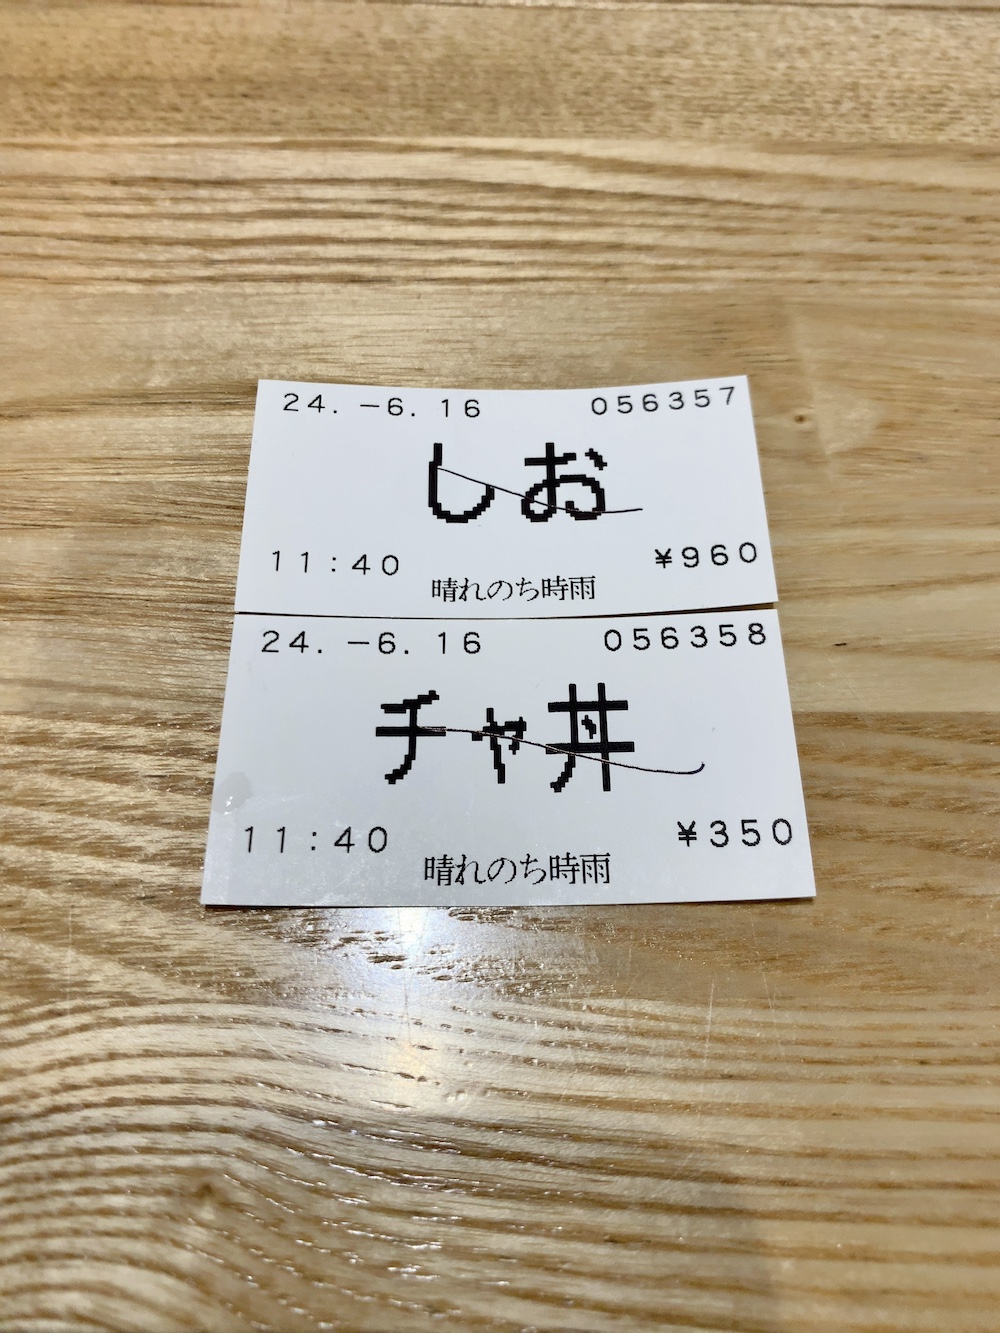 24.-6.16 056357
しお
11:40 ¥960
晴れのち時雨
24.-6.16 056358
チャ丼
11:40 ¥350
晴れのち時雨